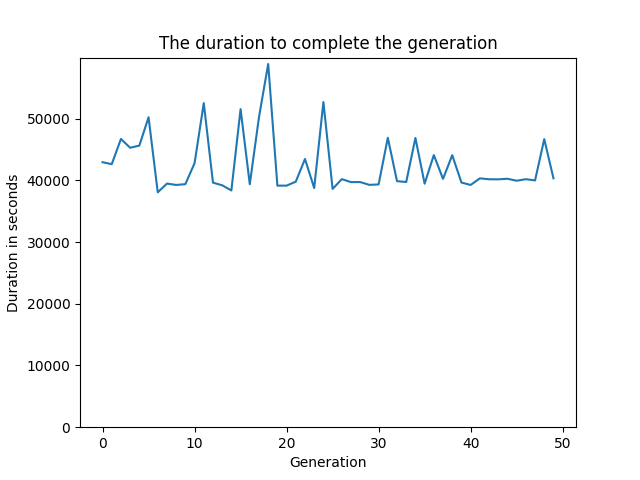 The duration to complete the generation
Duration in seconds
50000
40000
30000
20000
10000
0
0 10 20 30 40 50
Generation